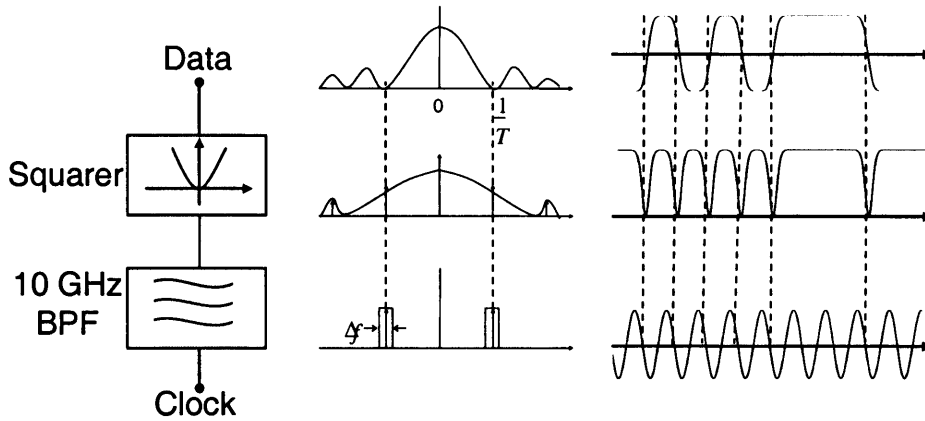 Data
Squarer
10 GHz
BPF
Clock
0
1
T
Δf